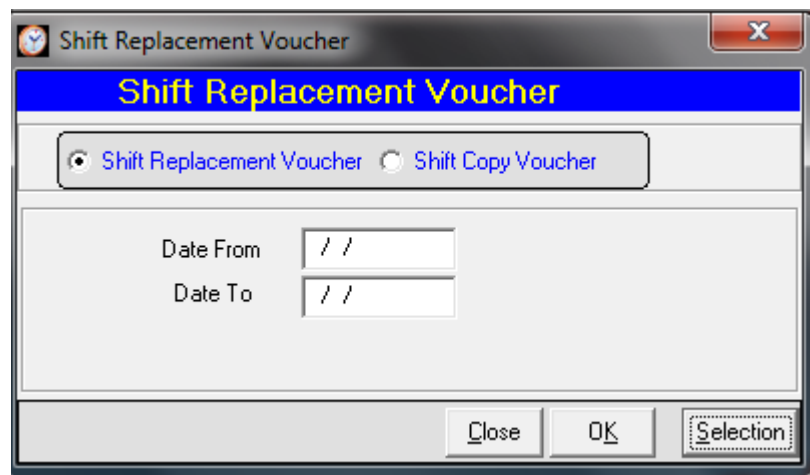 Shift Replacement Voucher
Shift Replacement Voucher
Shift Replacement Voucher Shift Copy Voucher
Date From / /
Date To / /
Close OK Selection